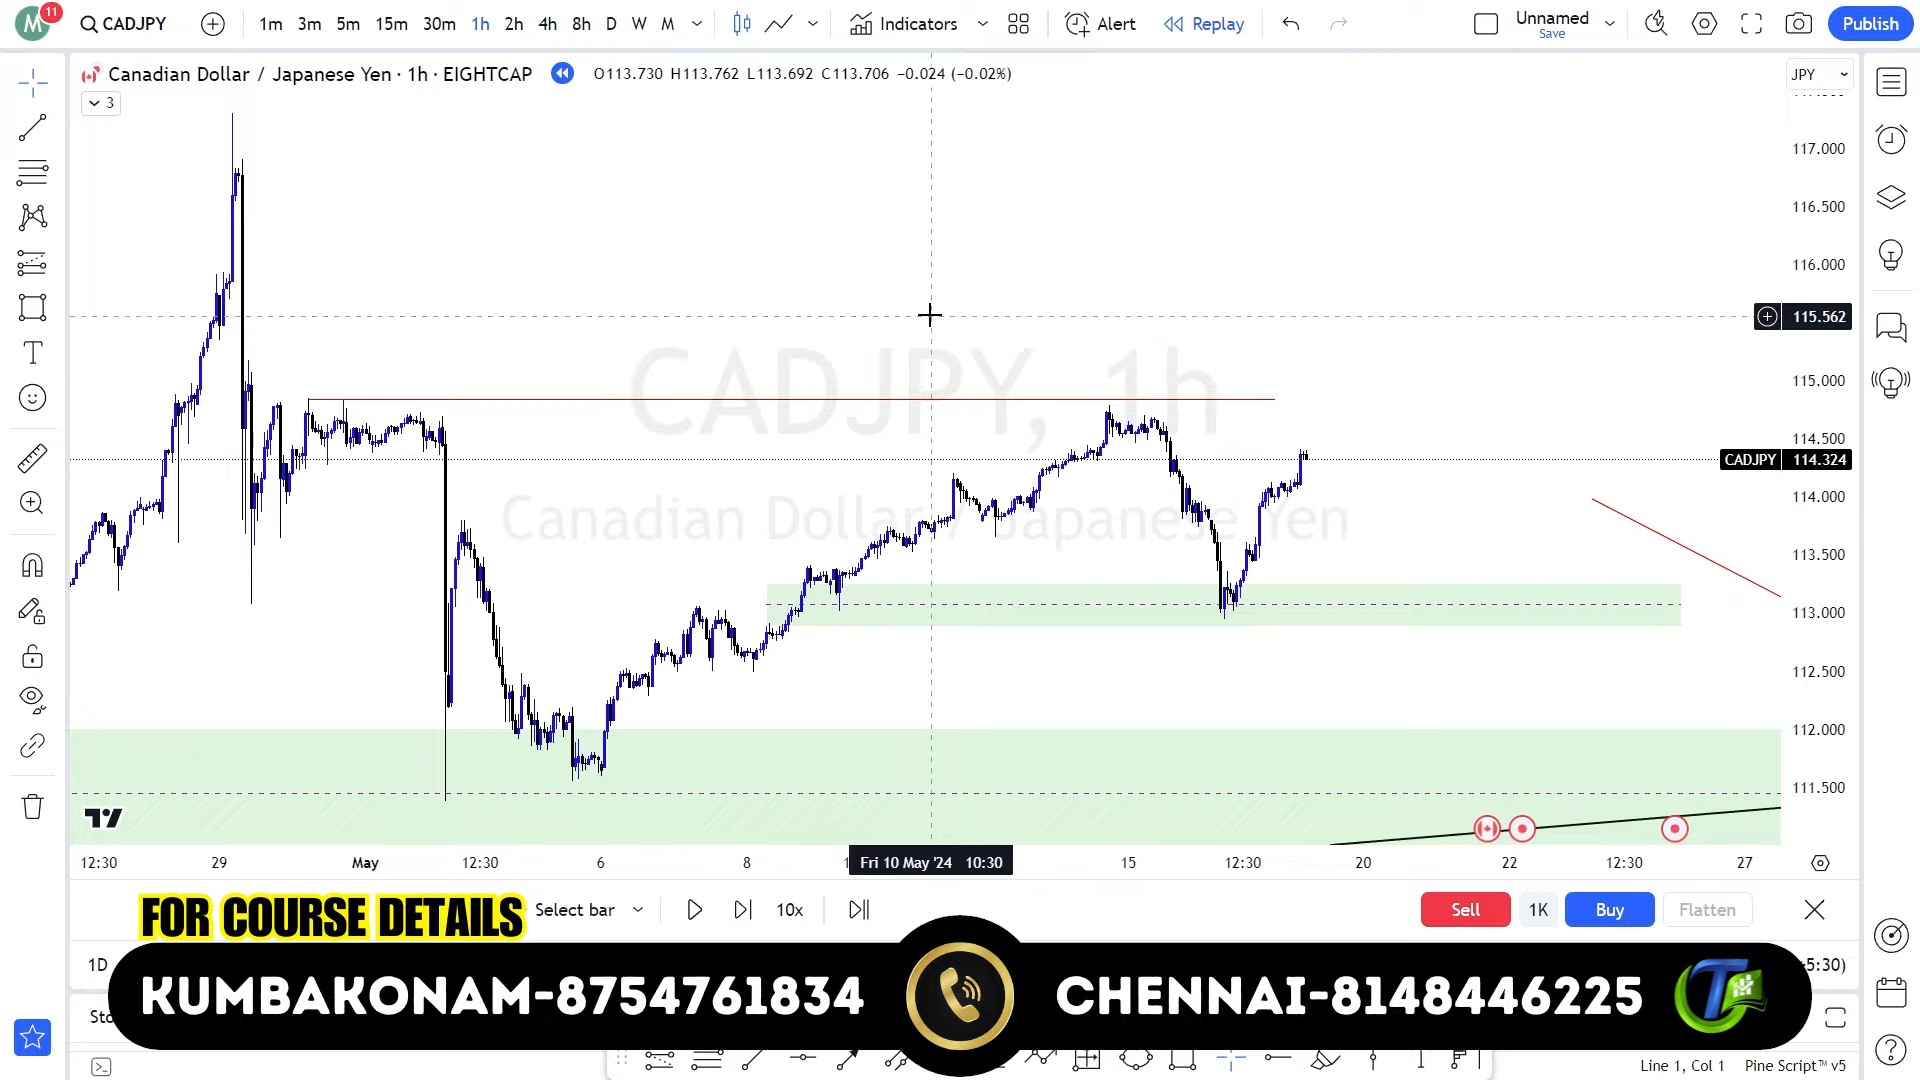 M 11 CADJPY 1m 3m 5m 15m 30m 1h 2h 4h 8h D W M Indicators Alert Replay Unnamed Save Publish
Canadian Dollar / Japanese Yen · 1h · EIGHTCAP O113.730 H113.762 L113.692 C113.706 −0.024 (−0.02%) JPY
3
117.000
116.500
116.000
115.562
CADJPY, 1h
115.000
114.500
CADJPY 114.324
114.000
Canadian Dollar / Japanese Yen
113.500
113.000
112.500
112.000
111.500
12:30 29 May 12:30 6 8 Fri 10 May '24 10:30 15 12:30 20 22 12:30 27
FOR COURSE DETAILS Select bar 10x Sell 1K Buy Flatten
1D 5:30)
KUMBAKONAM-8754761834 CHENNAI-8148446225
Line 1, Col 1 Pine Script™ v5